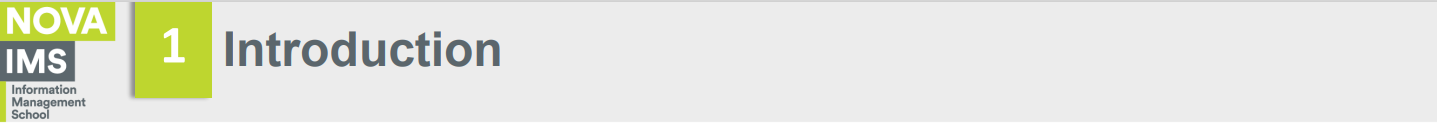 NOVA
IMS
Information
Management
School
1 Introduction